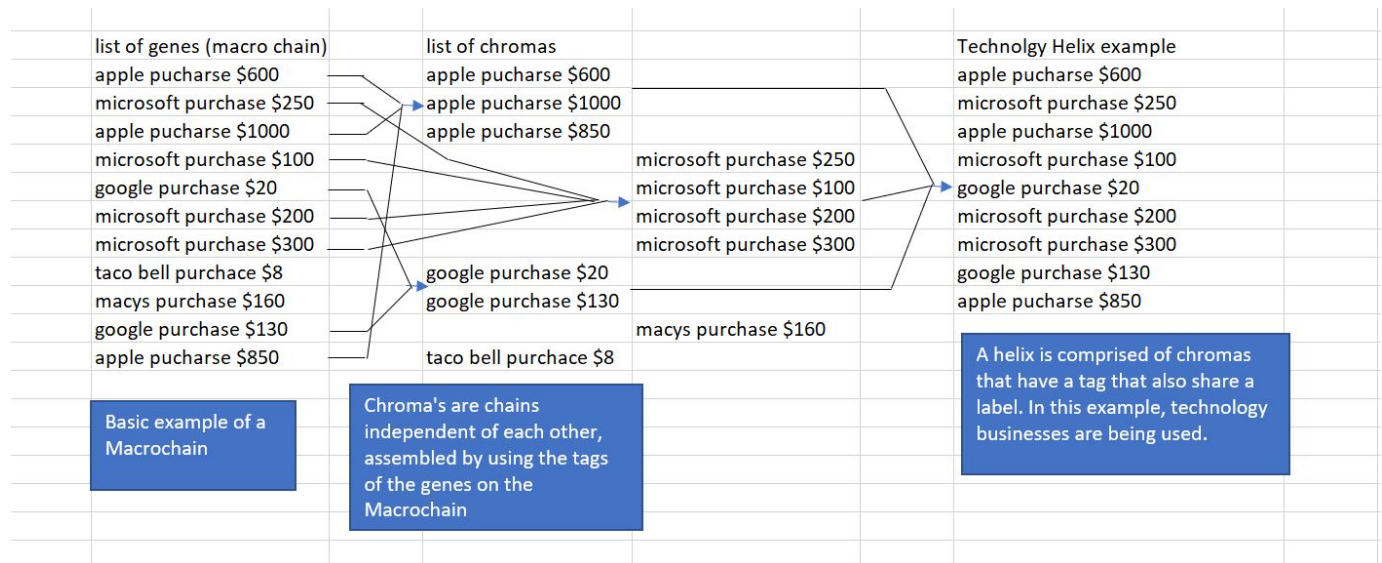 list of genes (macro chain)
apple pucharse $600
microsoft purchase $250
apple pucharse $1000
microsoft purchase $100
google purchase $20
microsoft purchase $200
microsoft purchase $300
taco bell purchace $8
macys purchase $160
google purchase $130
apple pucharse $850
Basic example of a
Macrochain
list of chromas
apple pucharse $600
apple pucharse $1000
apple pucharse $850
microsoft purchase $250
microsoft purchase $100
microsoft purchase $200
microsoft purchase $300
google purchase $20
google purchase $130
macys purchase $160
taco bell purchace $8
Chroma's are chains
independent of each other,
assembled by using the tags
of the genes on the
Macrochain
Technolgy Helix example
apple pucharse $600
microsoft purchase $250
apple pucharse $1000
microsoft purchase $100
google purchase $20
microsoft purchase $200
microsoft purchase $300
google purchase $130
apple pucharse $850
A helix is comprised of chromas
that have a tag that also share a
label. In this example, technology
businesses are being used.